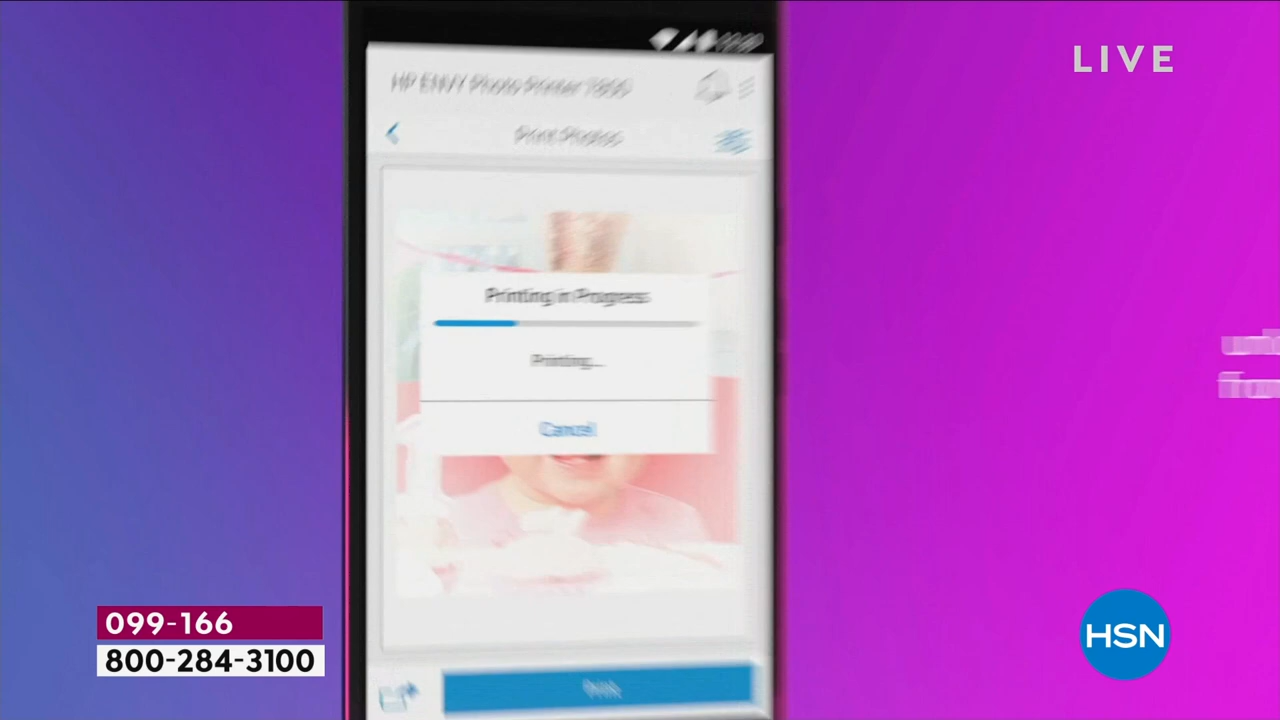 LIVE
HP ENVY Photo Printer
Print Photos
Printing in Progress
Printing...
Cancel
Print
099-166
800-284-3100
HSN